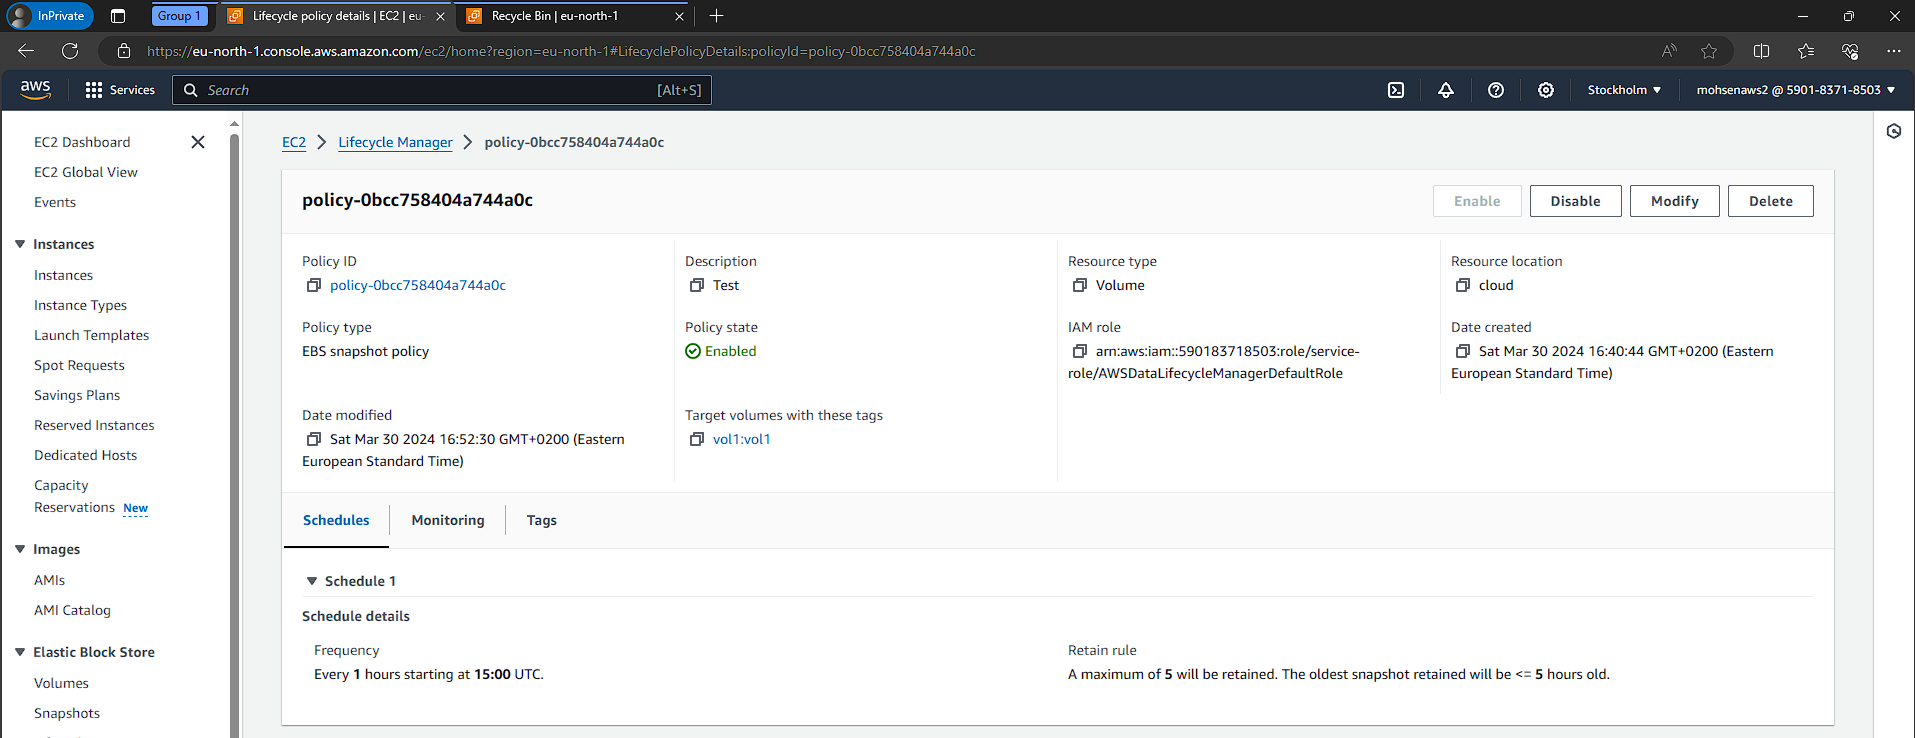 InPrivate
Group 1
Lifecycle policy details | EC2 | eu-
Recycle Bin | eu-north-1
https://eu-north-1.console.aws.amazon.com/ec2/home?region=eu-north-1#LifecyclePolicyDetails:policyId=policy-0bcc758404a744a0c
aws
Services
Search
[Alt+S]
Stockholm
mohsenaws2 @ 5901-8371-8503
EC2 Dashboard
EC2 Global View
Events
Instances
Instances
Instance Types
Launch Templates
Spot Requests
Savings Plans
Reserved Instances
Dedicated Hosts
Capacity
Reservations New
Images
AMIs
AMI Catalog
Elastic Block Store
Volumes
Snapshots
EC2
Lifecycle Manager
policy-0bcc758404a744a0c
policy-0bcc758404a744a0c
Enable
Disable
Modify
Delete
Policy ID
policy-0bcc758404a744a0c
Description
Test
Resource type
Volume
Resource location
cloud
Policy type
EBS snapshot policy
Policy state
Enabled
IAM role
arn:aws:iam::590183718503:role/service-
role/AWSDataLifecycleManagerDefaultRole
Date created
Sat Mar 30 2024 16:40:44 GMT+0200 (Eastern
European Standard Time)
Date modified
Sat Mar 30 2024 16:52:30 GMT+0200 (Eastern
European Standard Time)
Target volumes with these tags
vol1:vol1
Schedules
Monitoring
Tags
Schedule 1
Schedule details
Frequency
Every 1 hours starting at 15:00 UTC.
Retain rule
A maximum of 5 will be retained. The oldest snapshot retained will be <= 5 hours old.